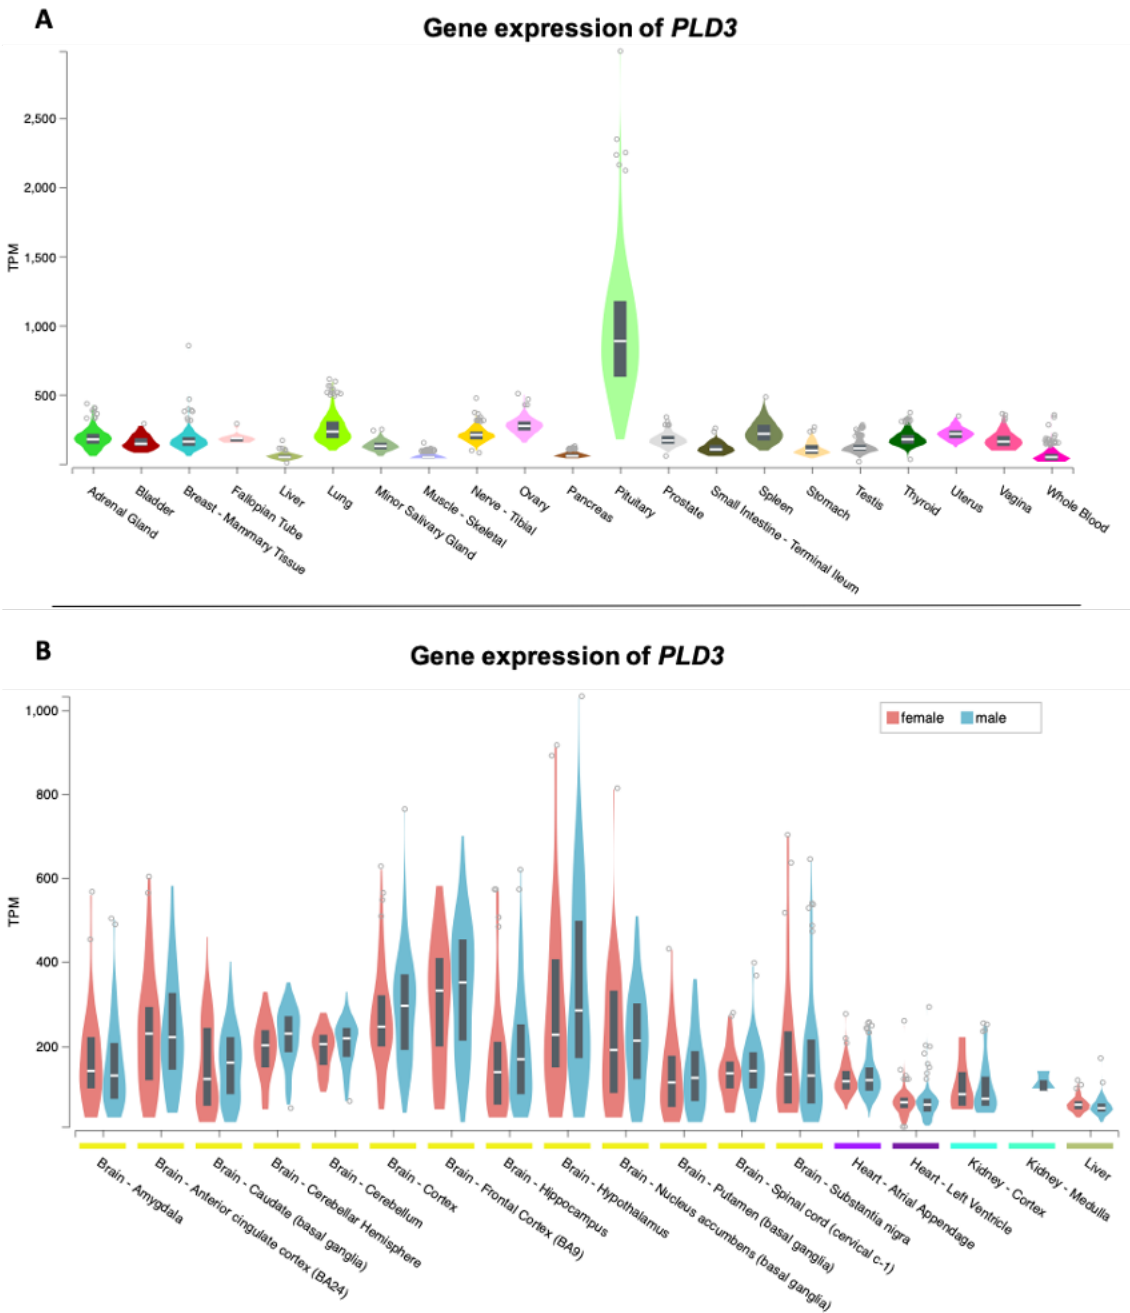 A
Gene expression of PLD3
2,500
2,000
1,500
1,000
500
TPM
Adrenal Gland
Bladder
Breast - Mammary Tissue
Fallopian Tube
Liver
Lung
Minor Salivary Gland
Muscle - Skeletal
Nerve - Tibial
Ovary
Pancreas
Pituitary
Prostate
Small Intestine - Terminal Ileum
Spleen
Stomach
Testis
Thyroid
Uterus
Vagina
Whole Blood
B
Gene expression of PLD3
female male
1,000
800
600
400
200
TPM
Brain - Amygdala
Brain - Anterior cingulate cortex (BA24)
Brain - Caudate (basal ganglia)
Brain - Cerebellar Hemisphere
Brain - Cerebellum
Brain - Cortex
Brain - Frontal Cortex (BA9)
Brain - Hippocampus
Brain - Hypothalamus
Brain - Nucleus accumbens (basal ganglia)
Brain - Putamen (basal ganglia)
Brain - Spinal cord (cervical c-1)
Brain - Substantia nigra
Heart - Atrial Appendage
Heart - Left Ventricle
Kidney - Cortex
Kidney - Medulla
Liver